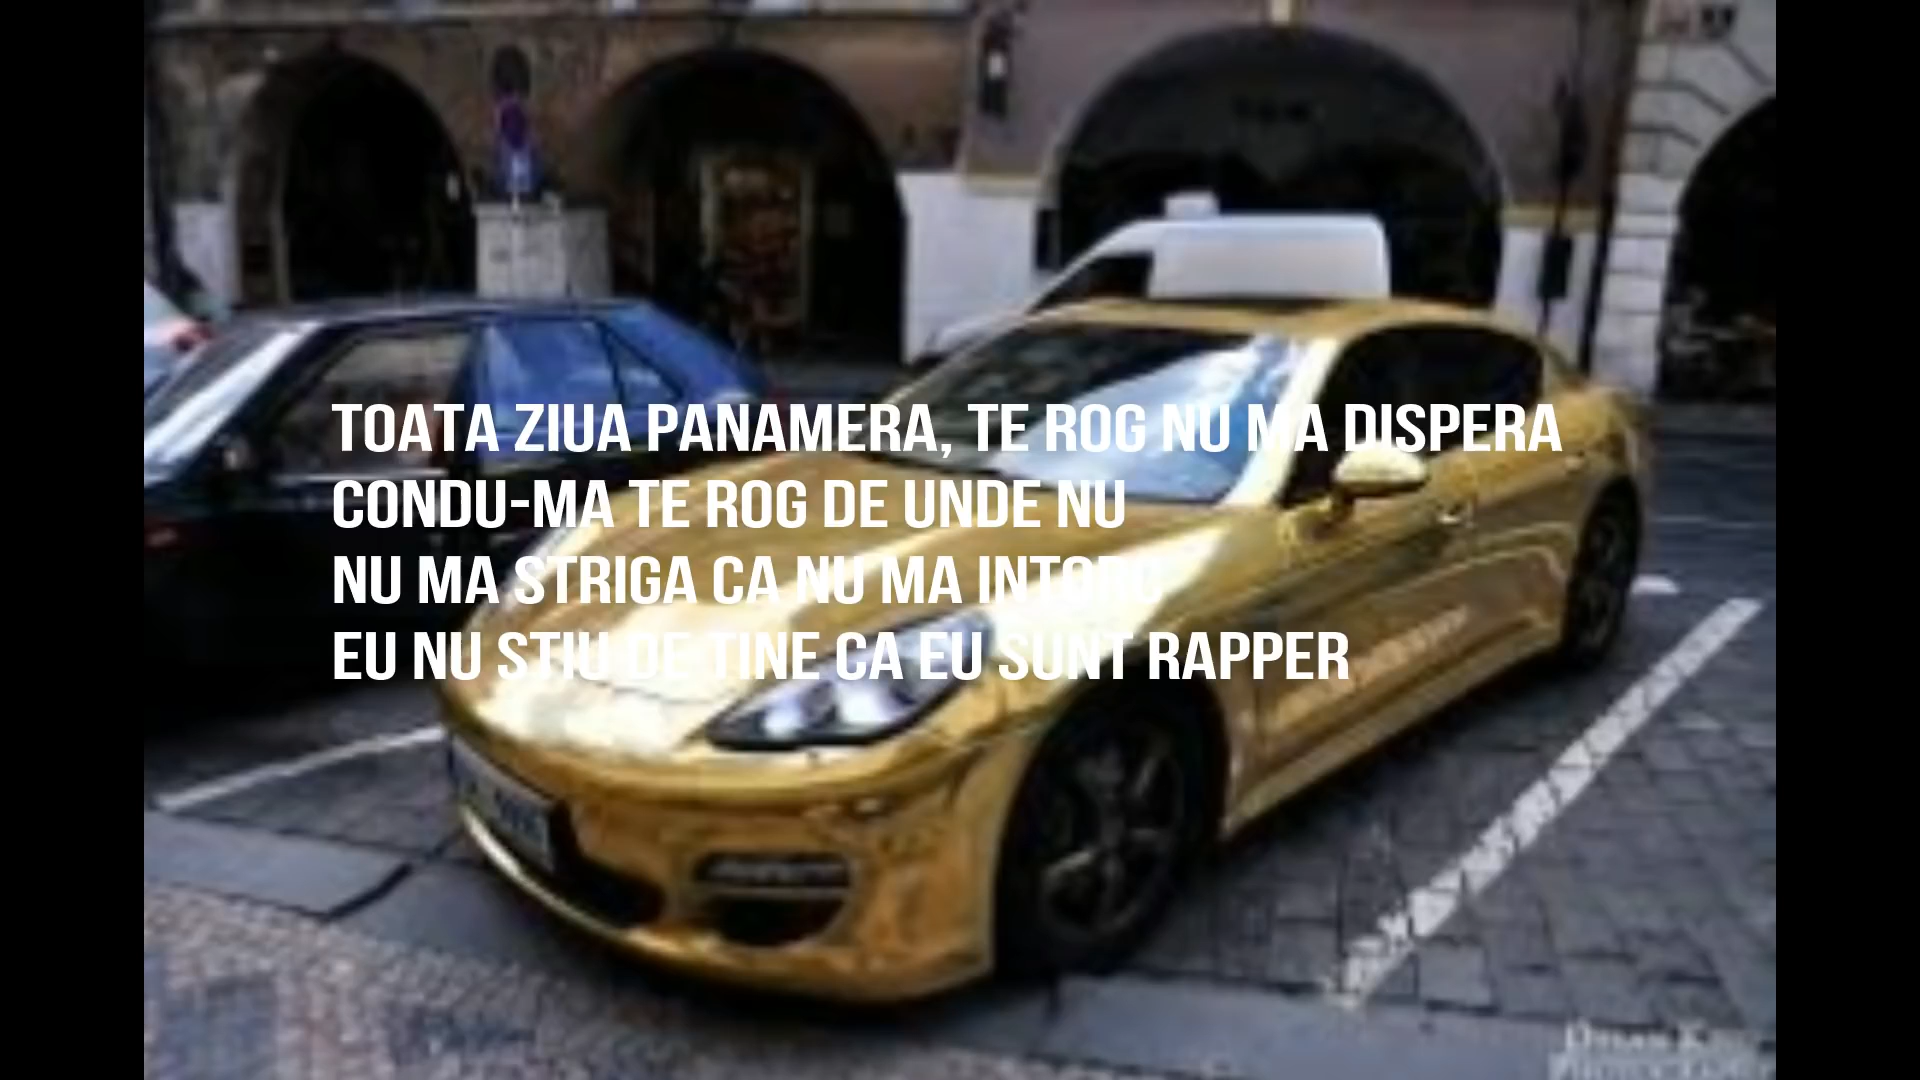 TOATA ZIUA PANAMERA, TE ROG NU MA DISPERA
CONDU-MA TE ROG DE UNDE NU
NU MA STRIGA CA NU MA INTORC
EU NU STIU DE TINE CA EU SUNT RAPPER